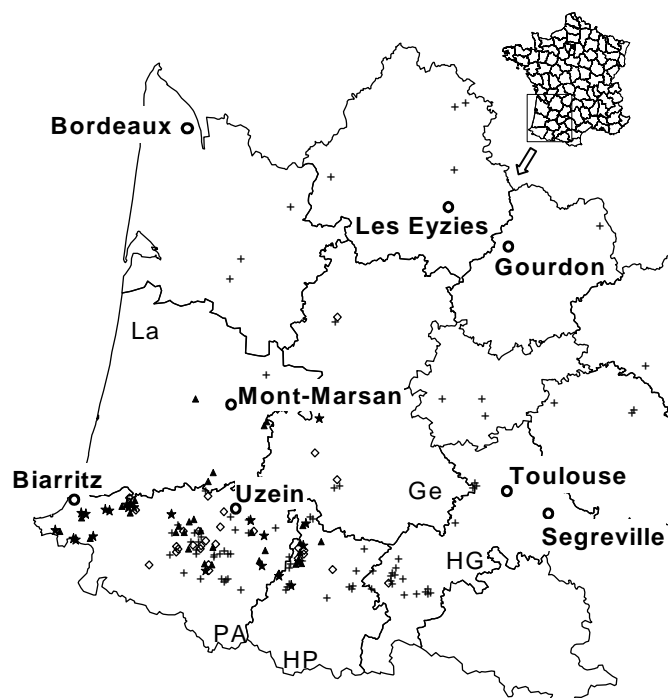 Bordeaux
Les Eyzies
Gourdon
La
Mont-Marsan
Biarritz
Uzein
Ge
Toulouse
Segreville
HG
PA
HP